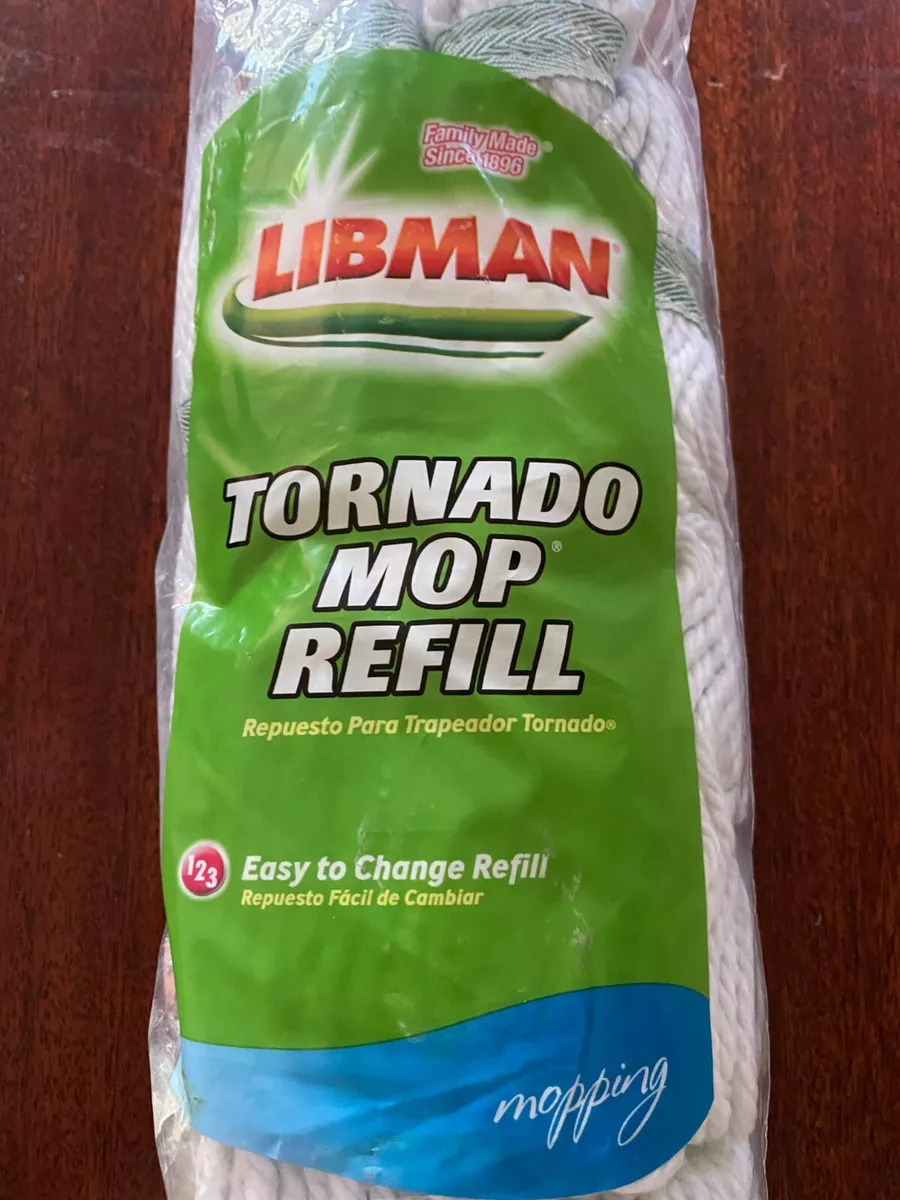 Family Made®
Since 1896
LIBMAN®
TORNADO
MOP®
REFILL
Repuesto Para Trapeador Tornado®
123
Easy to Change Refill
Repuesto Fácil de Cambiar
mopping